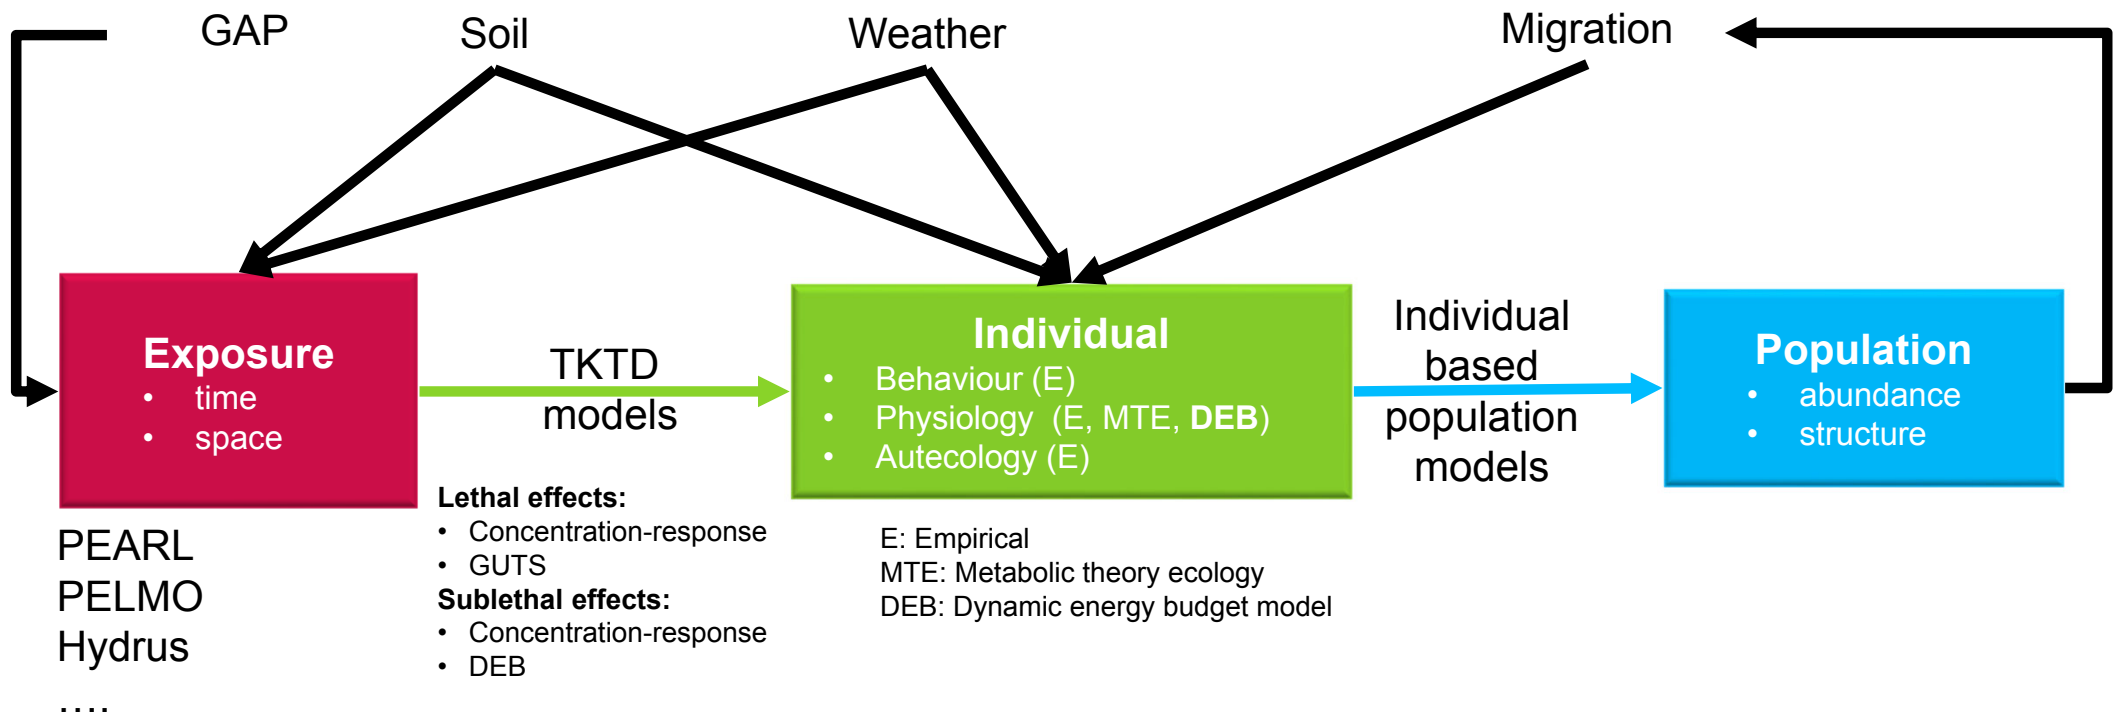 GAP
Soil
Weather
Migration
Exposure
• time
• space
TKTD
models
Individual
• Behaviour (E)
• Physiology (E, MTE, DEB)
• Autecology (E)
Individual
based
population
models
Population
• abundance
• structure
PEARL
PELMO
Hydrus
....
Lethal effects:
• Concentration-response
• GUTS
Sublethal effects:
• Concentration-response
• DEB
E: Empirical
MTE: Metabolic theory ecology
DEB: Dynamic energy budget model